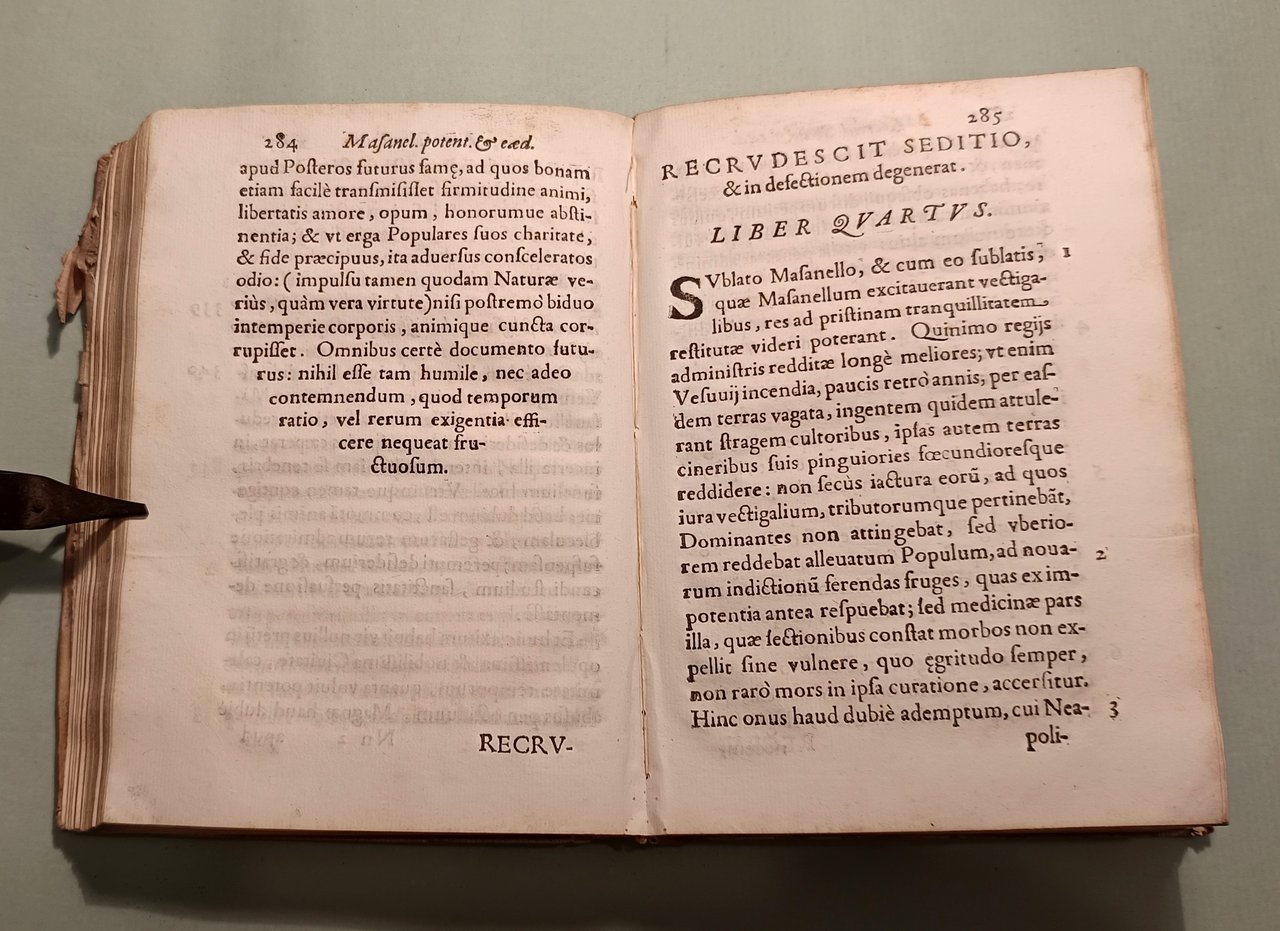 284 Masanel. potent. & eæd.
apud Posteros futurus famę, ad quos bonam
etiam facilè transmisisset firmitudine animi,
libertatis amore, opum, honorumue absti-
nentia; & vt erga Populares suos charitate,
& fide præcipuus, ita aduersus consceleratos
odio: (impulsu tamen quodam Naturæ ve-
riùs, quàm vera virtute) nisi postremò biduo
intemperie corporis, animique cuncta cor-
rupisset. Omnibus certè documento futu-
rus: nihil esse tam humile, nec adeo
contemnendum, quod temporum
ratio, vel rerum exigentia effi-
cere nequeat fru-
ctuosum.
RECRV-
285
RECRVDESCIT SEDITIO,
& in defectionem degenerat.
LIBER QVARTVS.
SVblato Masanello, & cum eo sublatis, 1
quæ Masanellum excitauerant vectiga-
libus, res ad pristinam tranquillitatem
restitutæ videri poterant. Quinimo regijs
administris redditæ longè meliores; vt enim
Vesuuij incendia, paucis retrò annis, per eas-
dem terras vagata, ingentem quidem attule-
rant stragem cultoribus, ipsas autem terras
cineribus suis pinguiories fœcundioresque
reddidere: non secùs iactura eorũ, ad quos
iura vectigalium, tributorumque pertinebãt,
Dominantes non attingebat, sed vberio-
rem reddebat alleuatum Populum, ad noua- 2
rum indictionũ ferendas fruges, quas ex im-
potentia antea respuebat; sed medicinæ pars
illa, quæ sectionibus constat morbos non ex-
pellit sine vulnere, quo ęgritudo semper,
non rarò mors in ipsa curatione, accersitur.
Hinc onus haud dubiè ademptum, cui Nea- 3
poli-